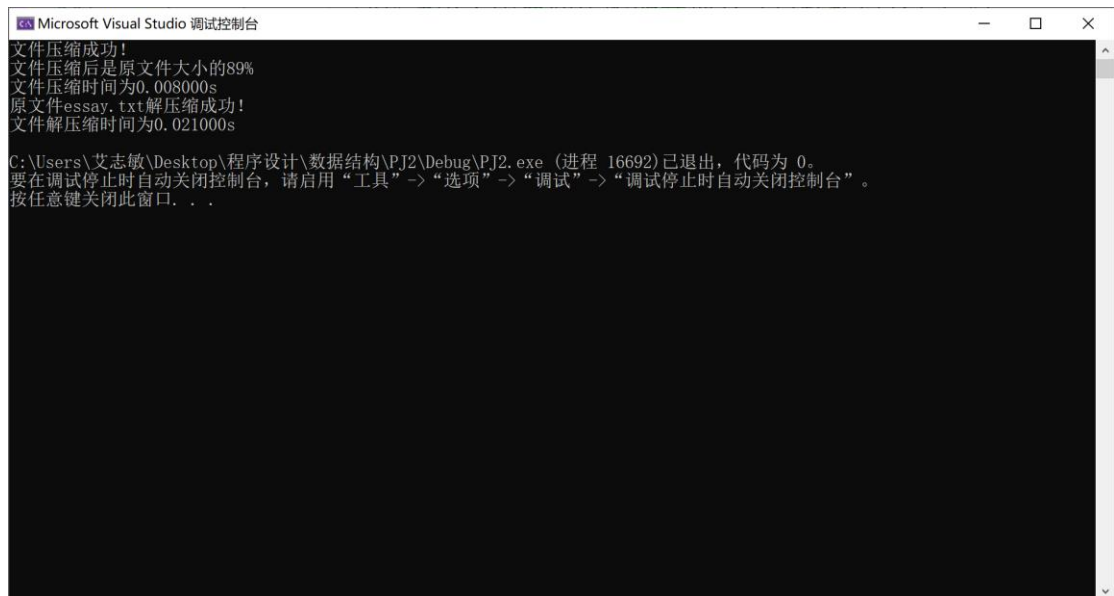 Microsoft Visual Studio 调试控制台
文件压缩成功!
文件压缩后是原文件大小的89%
文件压缩时间为0.008000s
原文件essay.txt解压缩成功!
文件解压缩时间为0.021000s
C:\Users\艾志敏\Desktop\程序设计\数据结构\PJ2\Debug\PJ2.exe (进程 16692)已退出，代码为 0。
要在调试停止时自动关闭控制台，请启用“工具”->“选项”->“调试”->“调试停止时自动关闭控制台”。
按任意键关闭此窗口. . .